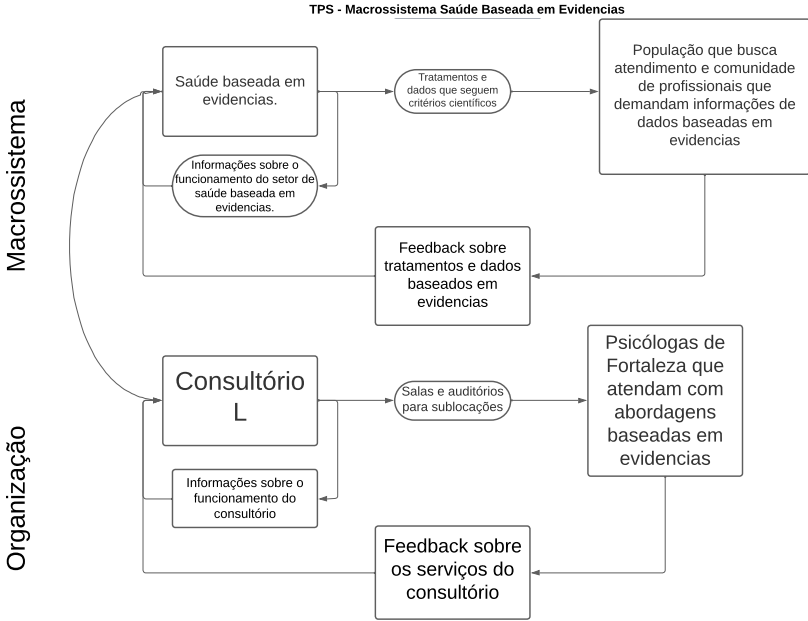 TPS - Macrossistema Saúde Baseada em Evidencias
Macrossistema
Saúde baseada em
evidencias.
Tratamentos e
dados que seguem
critérios científicos
População que busca
atendimento e comunidade
de profissionais que
demandam informações de
dados baseadas em
evidencias
Informações sobre o
funcionamento do setor de
saúde baseada em
evidencias.
Feedback sobre
tratamentos e dados
baseados em
evidencias
Organização
Consultório
L
Salas e auditórios
para sublocações
Psicólogas de
Fortaleza que
atendam com
abordagens
baseadas em
evidencias
Informações sobre o
funcionamento do
consultório
Feedback sobre
os serviços do
consultório